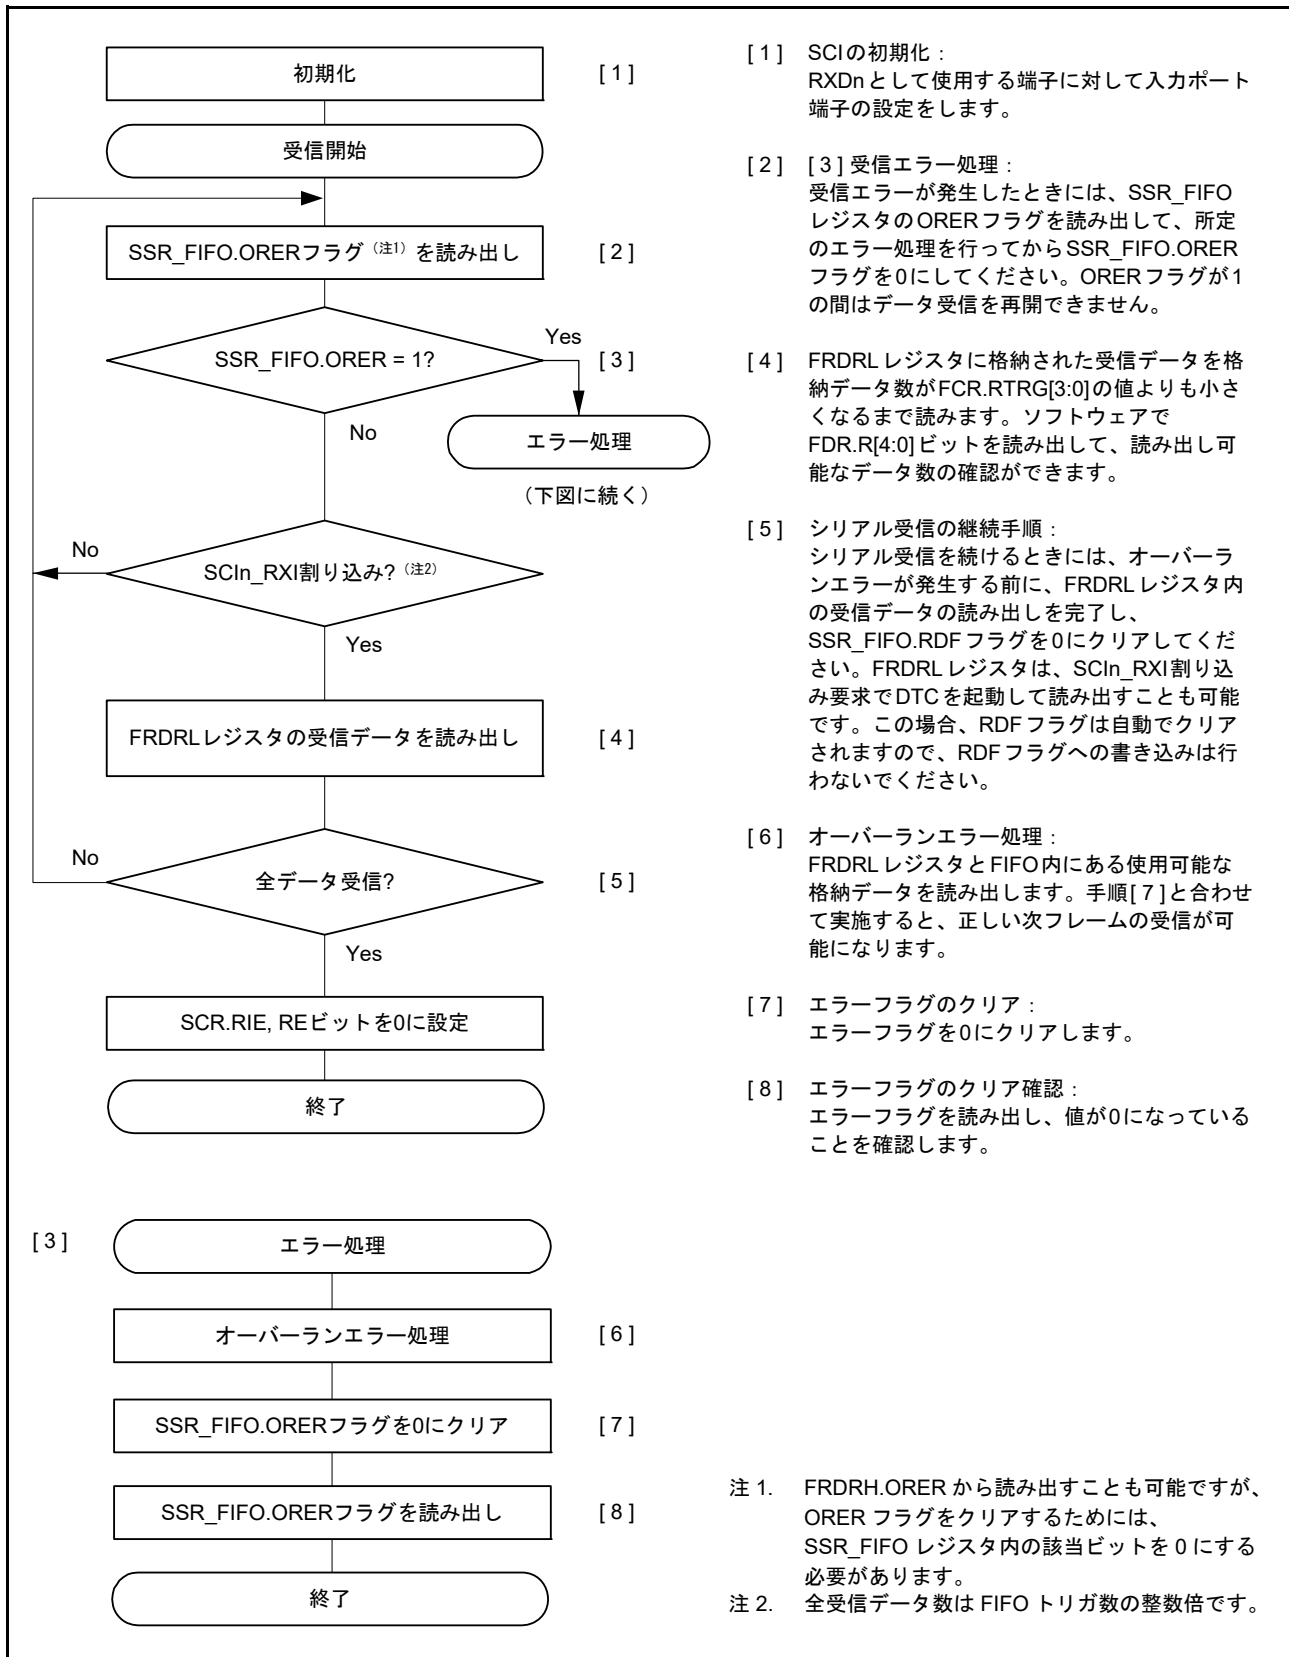 初期化
[ 1 ]
受信開始
SSR_FIFO.ORERフラグ（注1）を読み出し
[ 2 ]
SSR_FIFO.ORER = 1?
Yes
[ 3 ]
No
エラー処理
（下図に続く）
SCIn_RXI割り込み?（注2）
No
Yes
FRDRLレジスタの受信データを読み出し
[ 4 ]
全データ受信?
No
[ 5 ]
Yes
SCR.RIE, REビットを0に設定
終了
[ 1 ] SCIの初期化：
RXDnとして使用する端子に対して入力ポート
端子の設定をします。
[ 2 ] [ 3 ] 受信エラー処理：
受信エラーが発生したときには、SSR_FIFO
レジスタのORERフラグを読み出して、所定
のエラー処理を行ってからSSR_FIFO.ORER
フラグを0にしてください。ORERフラグが1
の間はデータ受信を再開できません。
[ 4 ] FRDRLレジスタに格納された受信データを格
納データ数がFCR.RTRG[3:0]の値よりも小さ
くなるまで読みます。ソフトウェアで
FDR.R[4:0]ビットを読み出して、読み出し可
能なデータ数の確認ができます。
[ 5 ] シリアル受信の継続手順：
シリアル受信を続けるときには、オーバーラ
ンエラーが発生する前に、FRDRLレジスタ内
の受信データの読み出しを完了し、
SSR_FIFO.RDFフラグを0にクリアしてくだ
さい。FRDRLレジスタは、SCIn_RXI割り込
み要求でDTCを起動して読み出すことも可能
です。この場合、RDFフラグは自動でクリア
されますので、RDFフラグへの書き込みは行
わないでください。
[ 6 ] オーバーランエラー処理：
FRDRLレジスタとFIFO内にある使用可能な
格納データを読み出します。手順[ 7 ]と合わせ
て実施すると、正しい次フレームの受信が可
能になります。
[ 7 ] エラーフラグのクリア：
エラーフラグを0にクリアします。
[ 8 ] エラーフラグのクリア確認：
エラーフラグを読み出し、値が0になっている
ことを確認します。
[ 3 ]
エラー処理
オーバーランエラー処理
[ 6 ]
SSR_FIFO.ORERフラグを0にクリア
[ 7 ]
SSR_FIFO.ORERフラグを読み出し
[ 8 ]
終了
注 1. FRDRH.ORER から読み出すことも可能ですが、
ORER フラグをクリアするためには、
SSR_FIFO レジスタ内の該当ビットを 0 にする
必要があります。
注 2. 全受信データ数は FIFO トリガ数の整数倍です。